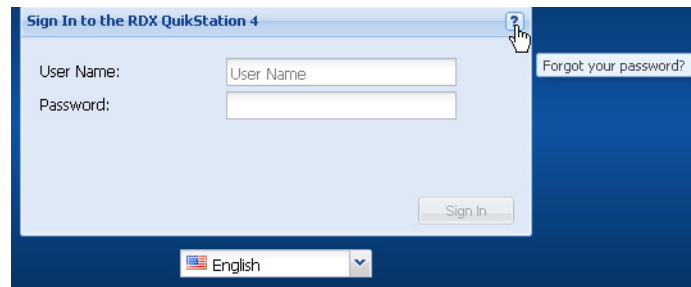 Sign In to the RDX QuikStation 4
?
Forgot your password?
User Name:
User Name
Password:
Sign In
English